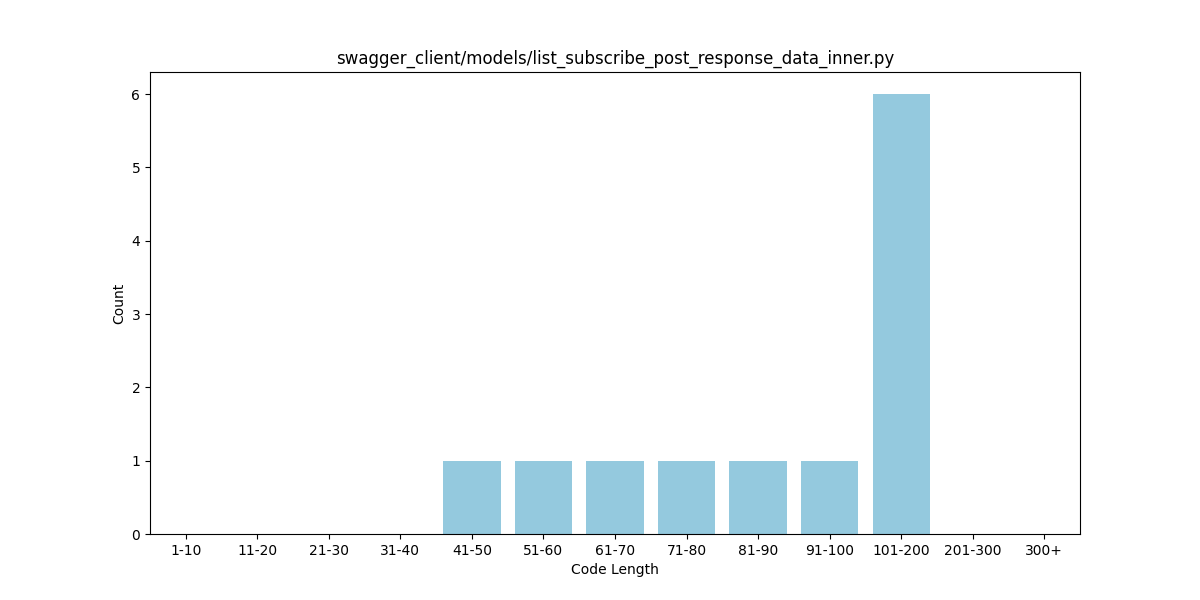 swagger_client/models/list_subscribe_post_response_data_inner.py
6
5
4
3
2
1
0
Count
1-10 11-20 21-30 31-40 41-50 51-60 61-70 71-80 81-90 91-100 101-200 201-300 300+
Code Length